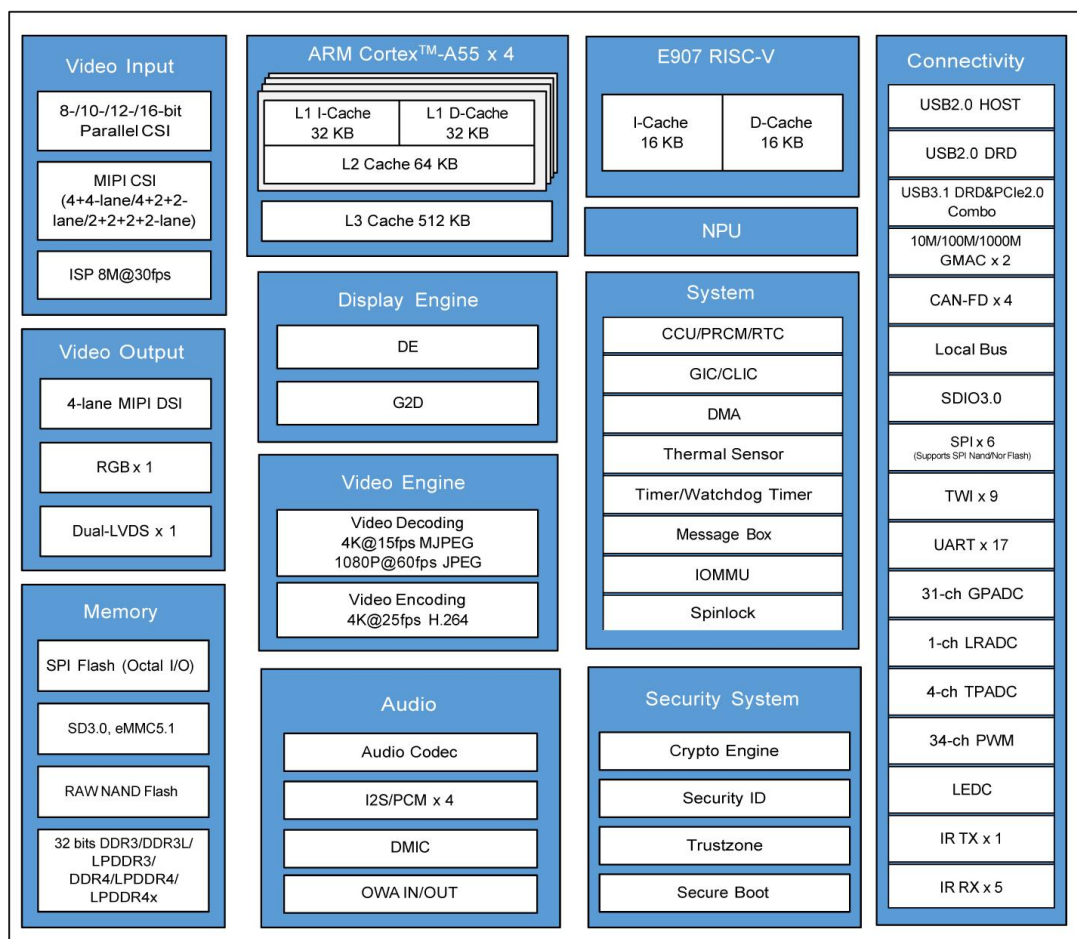 Video Input
8-/10-/12-/16-bit
Parallel CSI
MIPI CSI
(4+4-lane/4+2+2-
lane/2+2+2+2-lane)
ISP 8M@30fps
Video Output
4-lane MIPI DSI
RGB x 1
Dual-LVDS x 1
Memory
SPI Flash (Octal I/O)
SD3.0, eMMC5.1
RAW NAND Flash
32 bits DDR3/DDR3L/
LPDDR3/
DDR4/LPDDR4/
LPDDR4x
ARM Cortex™-A55 x 4
L1 I-Cache
32 KB
L1 D-Cache
32 KB
L2 Cache 64 KB
L3 Cache 512 KB
Display Engine
DE
G2D
Video Engine
Video Decoding
4K@15fps MJPEG
1080P@60fps JPEG
Video Encoding
4K@25fps H.264
Audio
Audio Codec
I2S/PCM x 4
DMIC
OWA IN/OUT
E907 RISC-V
I-Cache
16 KB
D-Cache
16 KB
NPU
System
CCU/PRCM/RTC
GIC/CLIC
DMA
Thermal Sensor
Timer/Watchdog Timer
Message Box
IOMMU
Spinlock
Security System
Crypto Engine
Security ID
Trustzone
Secure Boot
Connectivity
USB2.0 HOST
USB2.0 DRD
USB3.1 DRD&PCIe2.0
Combo
10M/100M/1000M
GMAC x 2
CAN-FD x 4
Local Bus
SDIO3.0
SPI x 6
(Supports SPI Nand/Nor Flash)
TWI x 9
UART x 17
31-ch GPADC
1-ch LRADC
4-ch TPADC
34-ch PWM
LEDC
IR TX x 1
IR RX x 5